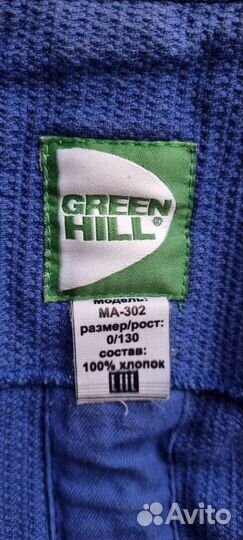 GREEN
HILL®
модель:
MA-302
размер/рост:
0/130
состав:
100% хлопок
Avito